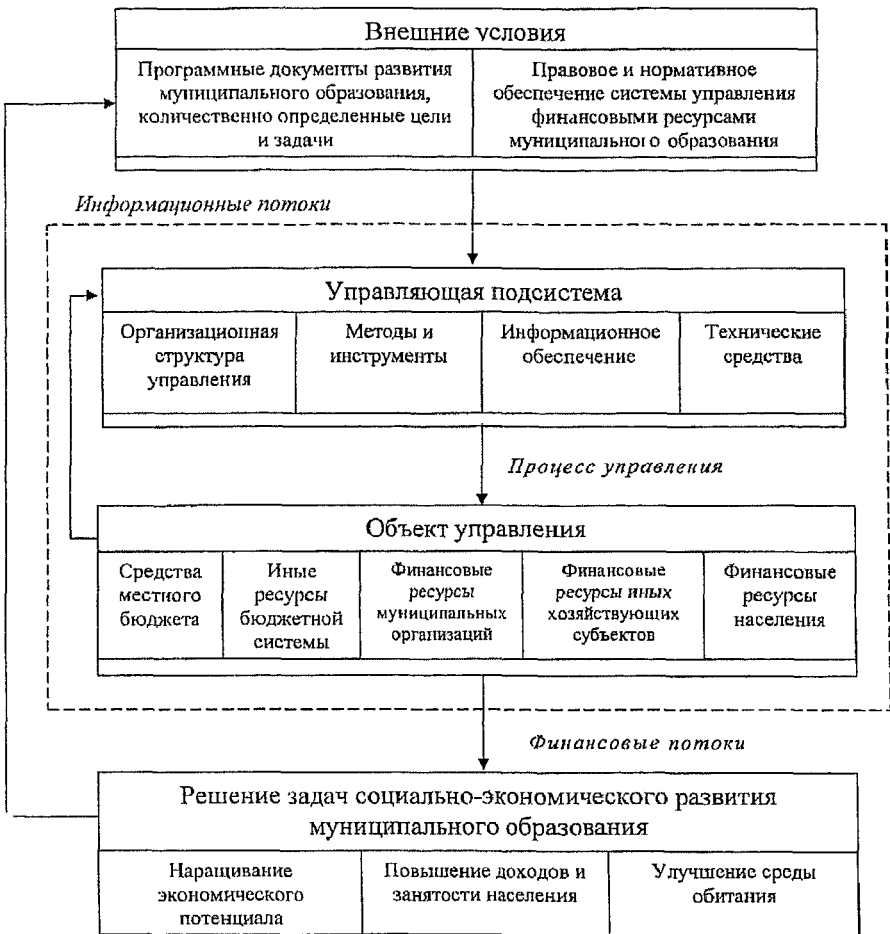 Внешние условия
Программные документы развития
муниципального образования,
количественно определенные цели
и задачи
Правовое и нормативное
обеспечение системы управления
финансовыми ресурсами
муниципального образования
Информационные потоки
Управляющая подсистема
Организационная
структура
управления
Методы и
инструменты
Информационное
обеспечение
Технические
средства
Процесс управления
Объект управления
Средства
местного
бюджета
Иные
ресурсы
бюджетной
системы
Финансовые
ресурсы
муниципальных
организаций
Финансовые
ресурсы иных
хозяйствующих
субъектов
Финансовые
ресурсы
населения
Финансовые потоки
Решение задач социально-экономического развития
муниципального образования
Наращивание
экономического
потенциала
Повышение доходов и
занятости населения
Улучшение среды
обитания